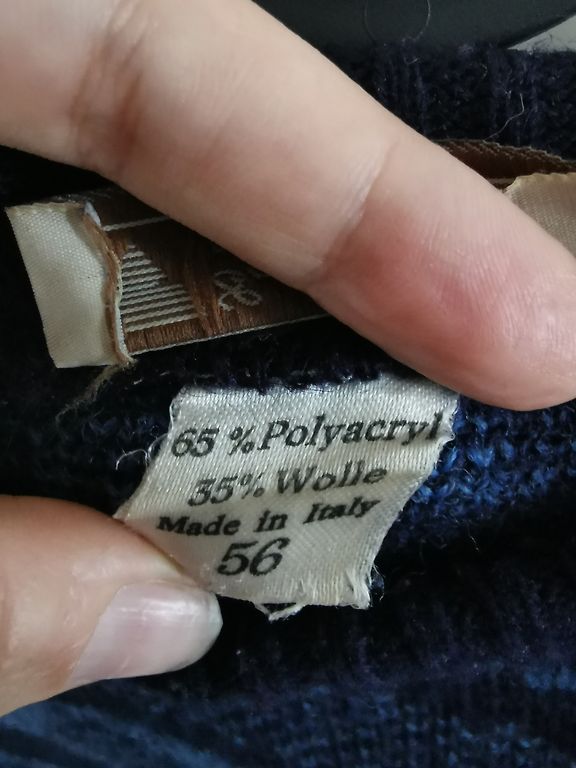 65 % Polyacryl
35% Wolle
Made in Italy
56